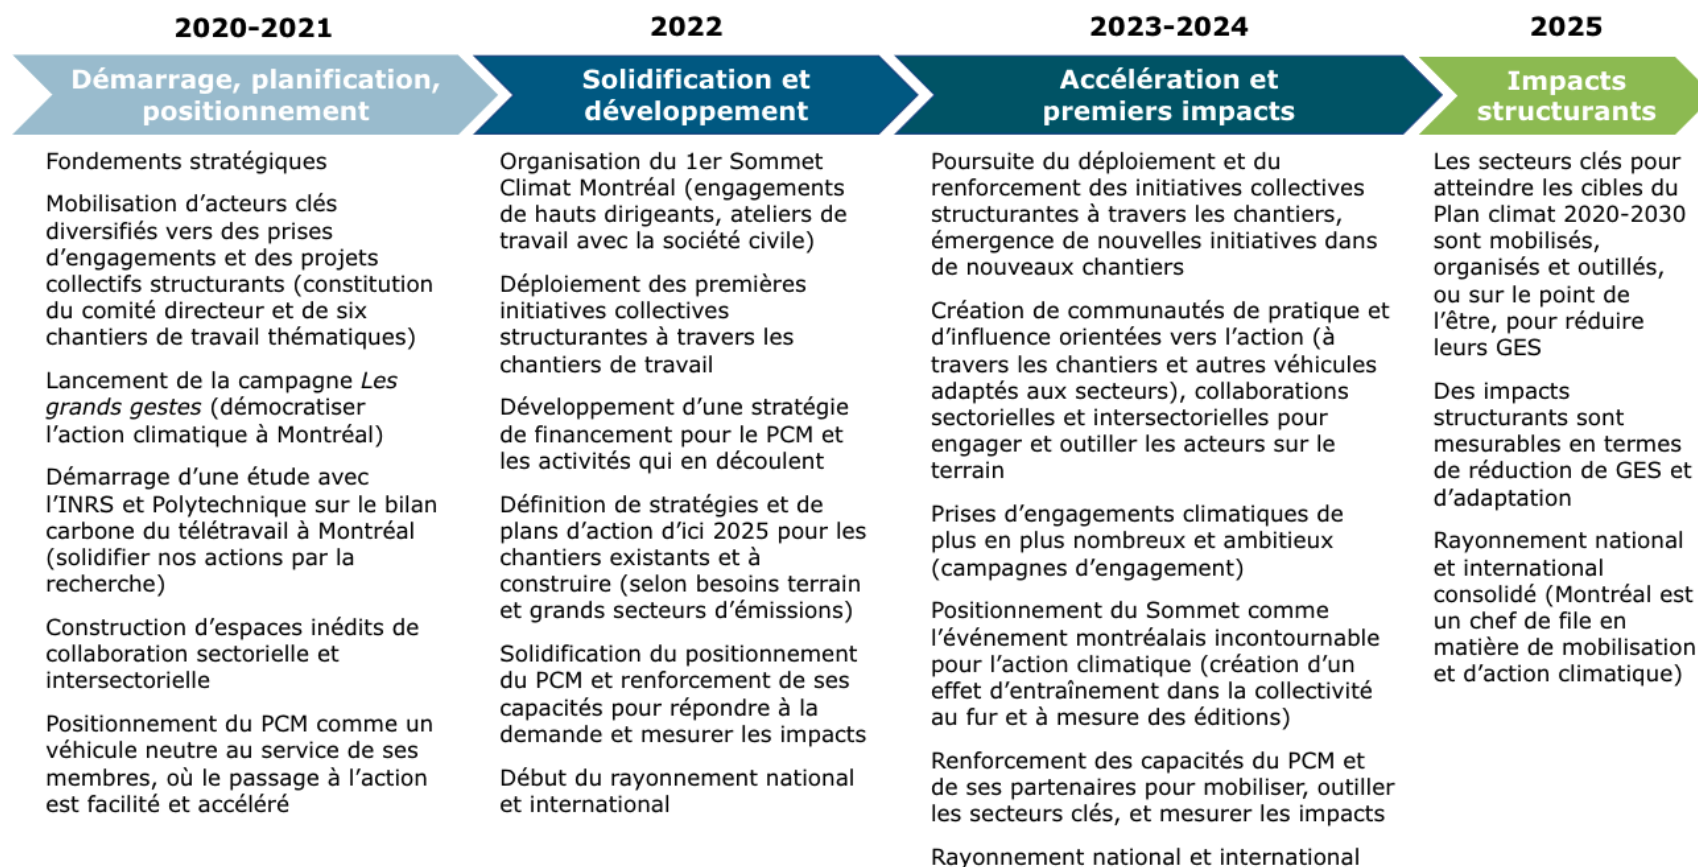 2020-2021
Démarrage, planification,
positionnement
Fondements stratégiques
Mobilisation d’acteurs clés
diversifiés vers des prises
d’engagements et des projets
collectifs structurants (constitution
du comité directeur et de six
chantiers de travail thématiques)
Lancement de la campagne Les
grands gestes (démocratiser
l’action climatique à Montréal)
Démarrage d’une étude avec
l’INRS et Polytechnique sur le bilan
carbone du télétravail à Montréal
(solidifier nos actions par la
recherche)
Construction d’espaces inédits de
collaboration sectorielle et
intersectorielle
Positionnement du PCM comme un
véhicule neutre au service de ses
membres, où le passage à l’action
est facilité et accéléré
2022
Solidification et
développement
Organisation du 1er Sommet
Climat Montréal (engagements
de hauts dirigeants, ateliers de
travail avec la société civile)
Déploiement des premières
initiatives collectives
structurantes à travers les
chantiers de travail
Développement d’une stratégie
de financement pour le PCM et
les activités qui en découlent
Définition de stratégies et de
plans d’action d’ici 2025 pour les
chantiers existants et à
construire (selon besoins terrain
et grands secteurs d’émissions)
Solidification du positionnement
du PCM et renforcement de ses
capacités pour répondre à la
demande et mesurer les impacts
Début du rayonnement national
et international
2023-2024
Accélération et
premiers impacts
Poursuite du déploiement et du
renforcement des initiatives collectives
structurantes à travers les chantiers,
émergence de nouvelles initiatives dans
de nouveaux chantiers
Création de communautés de pratique et
d’influence orientées vers l’action (à
travers les chantiers et autres véhicules
adaptés aux secteurs), collaborations
sectorielles et intersectorielles pour
engager et outiller les acteurs sur le
terrain
Prises d’engagements climatiques de
plus en plus nombreux et ambitieux
(campagnes d’engagement)
Positionnement du Sommet comme
l’événement montréalais incontournable
pour l’action climatique (création d’un
effet d’entraînement dans la collectivité
au fur et à mesure des éditions)
Renforcement des capacités du PCM et
de ses partenaires pour mobiliser, outiller
les secteurs clés, et mesurer les impacts
Rayonnement national et international
2025
Impacts
structurants
Les secteurs clés pour
atteindre les cibles du
Plan climat 2020-2030
sont mobilisés,
organisés et outillés,
ou sur le point de
l’être, pour réduire
leurs GES
Des impacts
structurants sont
mesurables en termes
de réduction de GES et
d’adaptation
Rayonnement national
et international
consolidé (Montréal est
un chef de file en
matière de mobilisation
et d’action climatique)